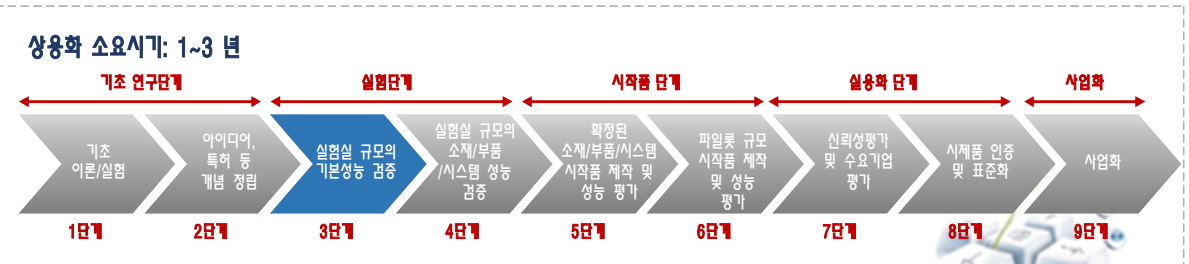 상용화 소요시기: 1~3 년
기초 연구단계
실험단계
시작품 단계
실용화 단계
사업화
기초
이론/실험
아이디어,
특허 등
개념 정립
실험실 규모의
기본성능 검증
실험실 규모의
소재/부품
/시스템 성능
검증
확정된
소재/부품/시스템
시작품 제작 및
성능 평가
파일롯 규모
시작품 제작
및 성능
평가
신뢰성평가
및 수요기업
평가
시제품 인증
및 표준화
사업화
1단계
2단계
3단계
4단계
5단계
6단계
7단계
8단계
9단계